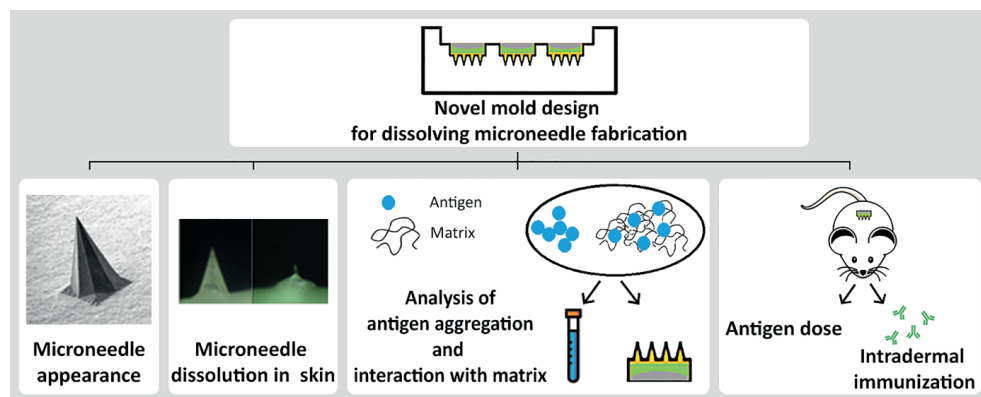 Novel mold design
for dissolving microneedle fabrication
Microneedle
appearance
Microneedle
dissolution in skin
Antigen
Matrix
Analysis of
antigen aggregation
and
interaction with matrix
Antigen dose
Intradermal
immunization